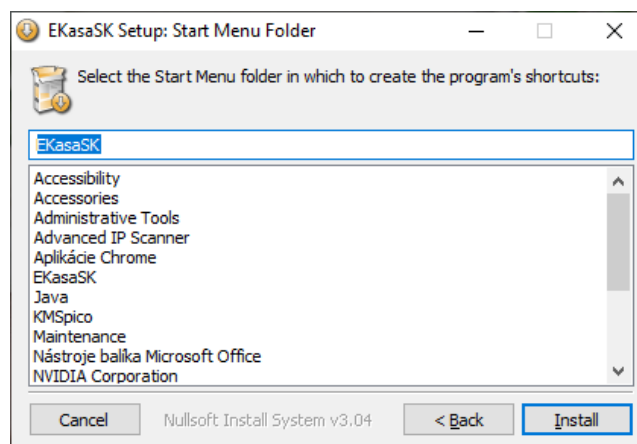 EKasaSK Setup: Start Menu Folder
Select the Start Menu folder in which to create the program's shortcuts:
EKasaSK
Accessibility
Accessories
Administrative Tools
Advanced IP Scanner
Aplikácie Chrome
EKasaSK
Java
KMSpico
Maintenance
Nástroje balíka Microsoft Office
NVIDIA Corporation
Cancel Nullsoft Install System v3.04 < Back Install